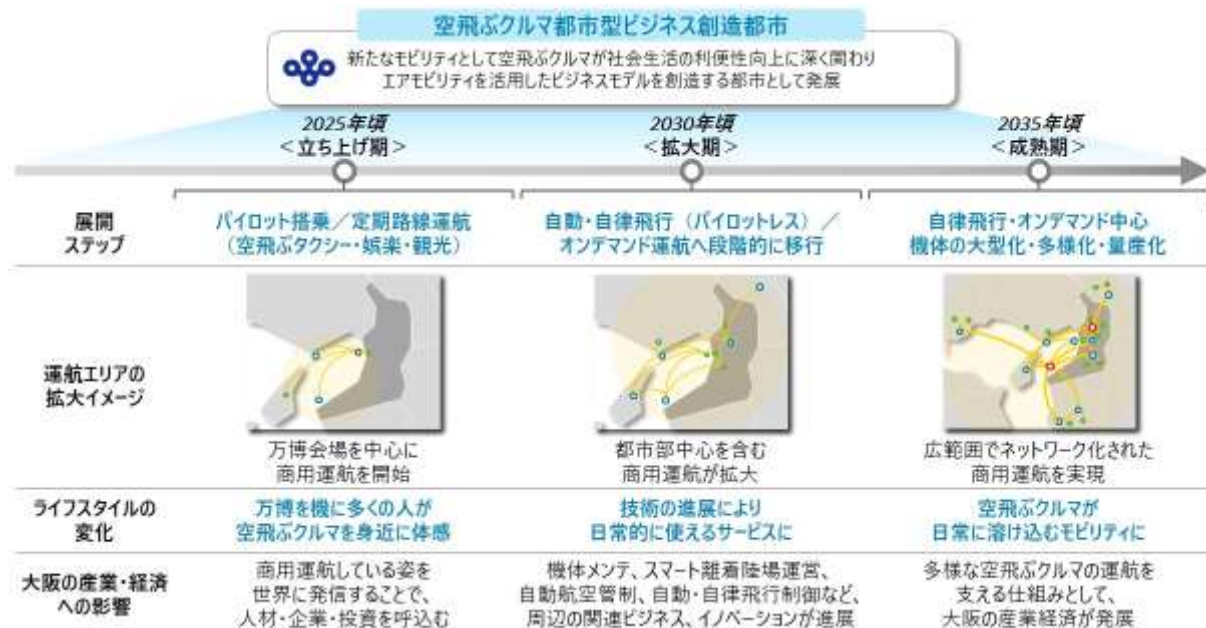 空飛ぶクルマ都市型ビジネス創造都市
新たなモビリティとして空飛ぶクルマが社会生活の利便性向上に深く関わり
エアモビリティを活用したビジネスモデルを創造する都市として発展
2025年頃
＜立ち上げ期＞
2030年頃
＜拡大期＞
2035年頃
＜成熟期＞
展開
ステップ
パイロット搭乗／定期路線運航
（空飛ぶタクシー・娯楽・観光）
自動・自律飛行（パイロットレス）／
オンデマンド運航へ段階的に移行
自律飛行・オンデマンド中心
機体の大型化・多様化・量産化
運航エリアの
拡大イメージ
万博会場を中心に
商用運航を開始
都市部中心を含む
商用運航が拡大
広範囲でネットワーク化された
商用運航を実現
ライフスタイルの
変化
万博を機に多くの人が
空飛ぶクルマを身近に体感
技術の進展により
日常的に使えるサービスに
空飛ぶクルマが
日常に溶け込むモビリティに
大阪の産業・経済
への影響
商用運航している姿を
世界に発信することで、
人材・企業・投資を呼込む
機体メンテ、スマート離着陸場運営、
自動航空管制、自動・自律飛行制御など、
周辺の関連ビジネス、イノベーションが進展
多様な空飛ぶクルマの運航を
支える仕組みとして、
大阪の産業経済が発展